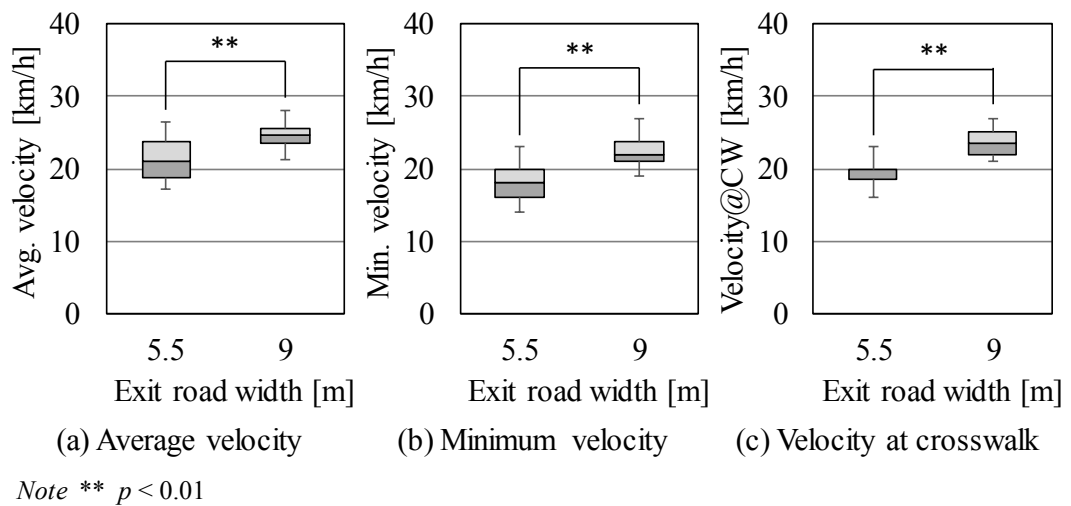 Avg. velocity [km/h]
40
30
20
10
0
**
5.5 9
Exit road width [m]
(a) Average velocity
Min. velocity [km/h]
40
30
20
10
0
**
5.5 9
Exit road width [m]
(b) Minimum velocity
Velocity@CW [km/h]
40
30
20
10
0
**
5.5 9
Exit road width [m]
(c) Velocity at crosswalk
Note ** p < 0.01